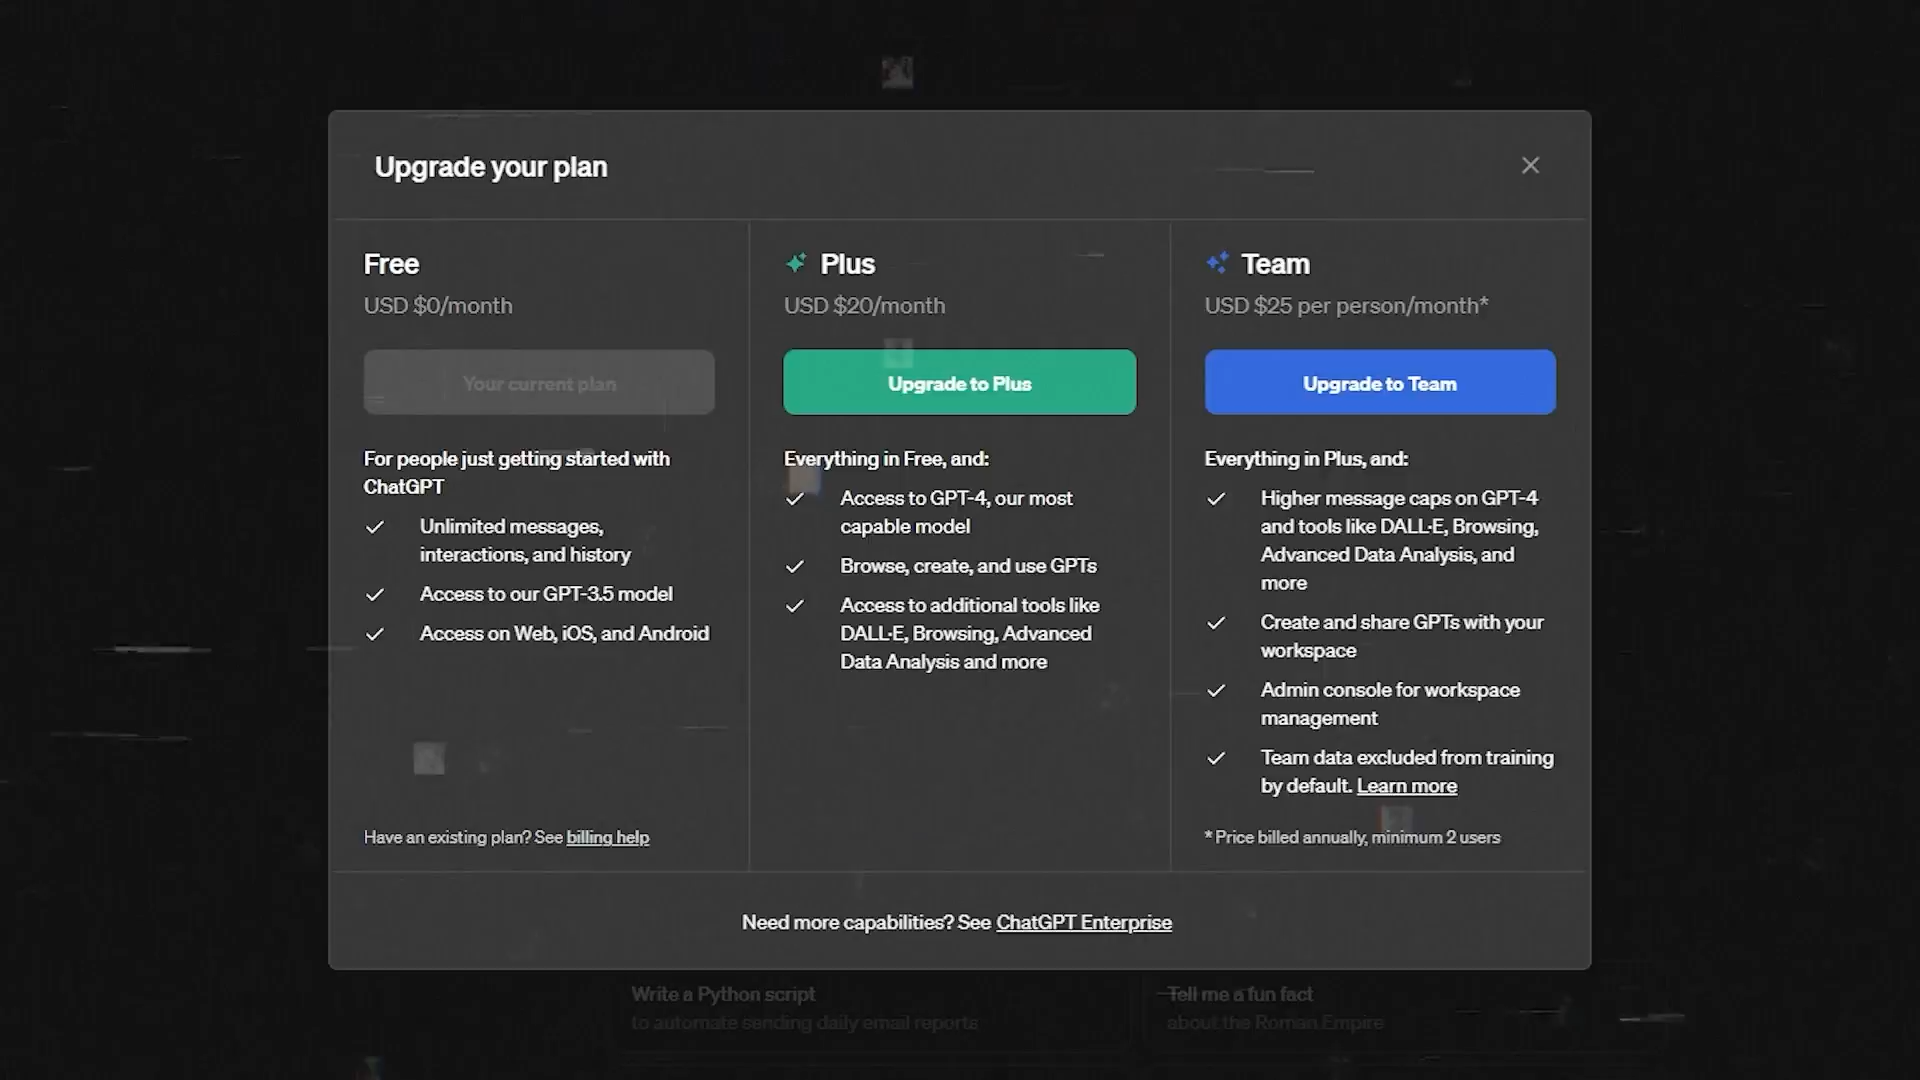 Upgrade your plan
Free
USD $0/month
Your current plan
For people just getting started with
ChatGPT
Unlimited messages,
interactions, and history
Access to our GPT-3.5 model
Access on Web, iOS, and Android
Have an existing plan? See billing help
Plus
USD $20/month
Upgrade to Plus
Everything in Free, and:
Access to GPT-4, our most
capable model
Browse, create, and use GPTs
Access to additional tools like
DALL·E, Browsing, Advanced
Data Analysis and more
Team
USD $25 per person/month*
Upgrade to Team
Everything in Plus, and:
Higher message caps on GPT-4
and tools like DALL·E, Browsing,
Advanced Data Analysis, and
more
Create and share GPTs with your
workspace
Admin console for workspace
management
Team data excluded from training
by default. Learn more
* Price billed annually, minimum 2 users
Need more capabilities? See ChatGPT Enterprise
Write a Python script
to automate sending daily email reports
Tell me a fun fact
about the Roman Empire